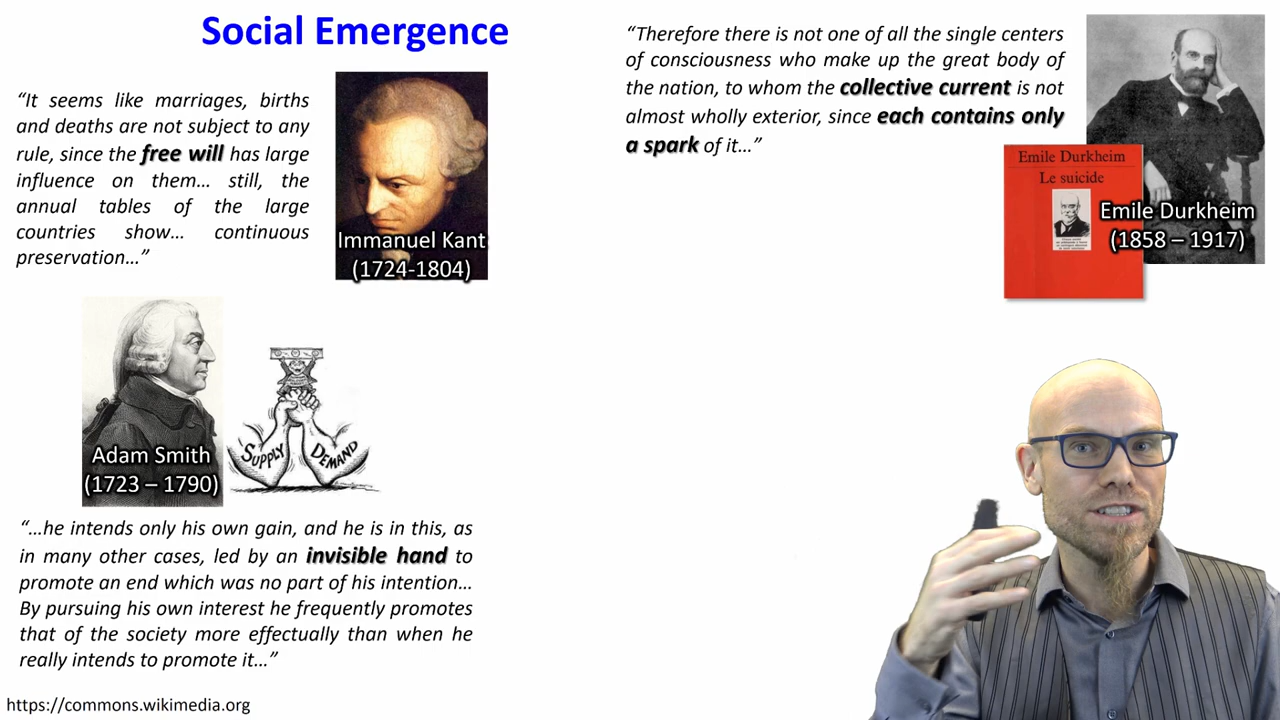 Social Emergence
“It seems like marriages, births
and deaths are not subject to any
rule, since the free will has large
influence on them… still, the
annual tables of the large
countries show… continuous
preservation…”
Immanuel Kant
(1724-1804)
Adam Smith
(1723 – 1790)
SUPPLY
DEMAND
“…he intends only his own gain, and he is in this, as
in many other cases, led by an invisible hand to
promote an end which was no part of his intention…
By pursuing his own interest he frequently promotes
that of the society more effectually than when he
really intends to promote it…”
https://commons.wikimedia.org
“Therefore there is not one of all the single centers
of consciousness who make up the great body of
the nation, to whom the collective current is not
almost wholly exterior, since each contains only
a spark of it…”
Emile Durkheim
Le suicide
Emile Durkheim
(1858 – 1917)